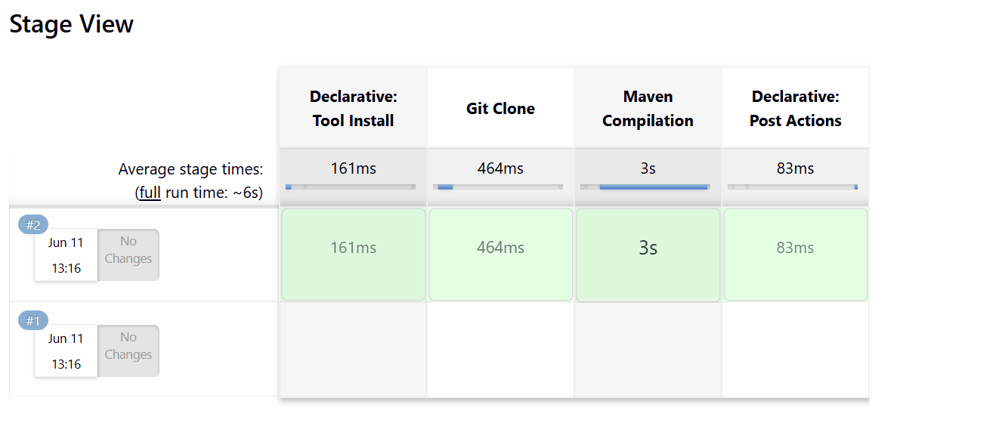 Stage View
Declarative:
Tool Install
Git Clone
Maven
Compilation
Declarative:
Post Actions
Average stage times:
(full run time: ~6s)
161ms
464ms
3s
83ms
#2
Jun 11
13:16
No
Changes
161ms
464ms
3s
83ms
#1
Jun 11
13:16
No
Changes